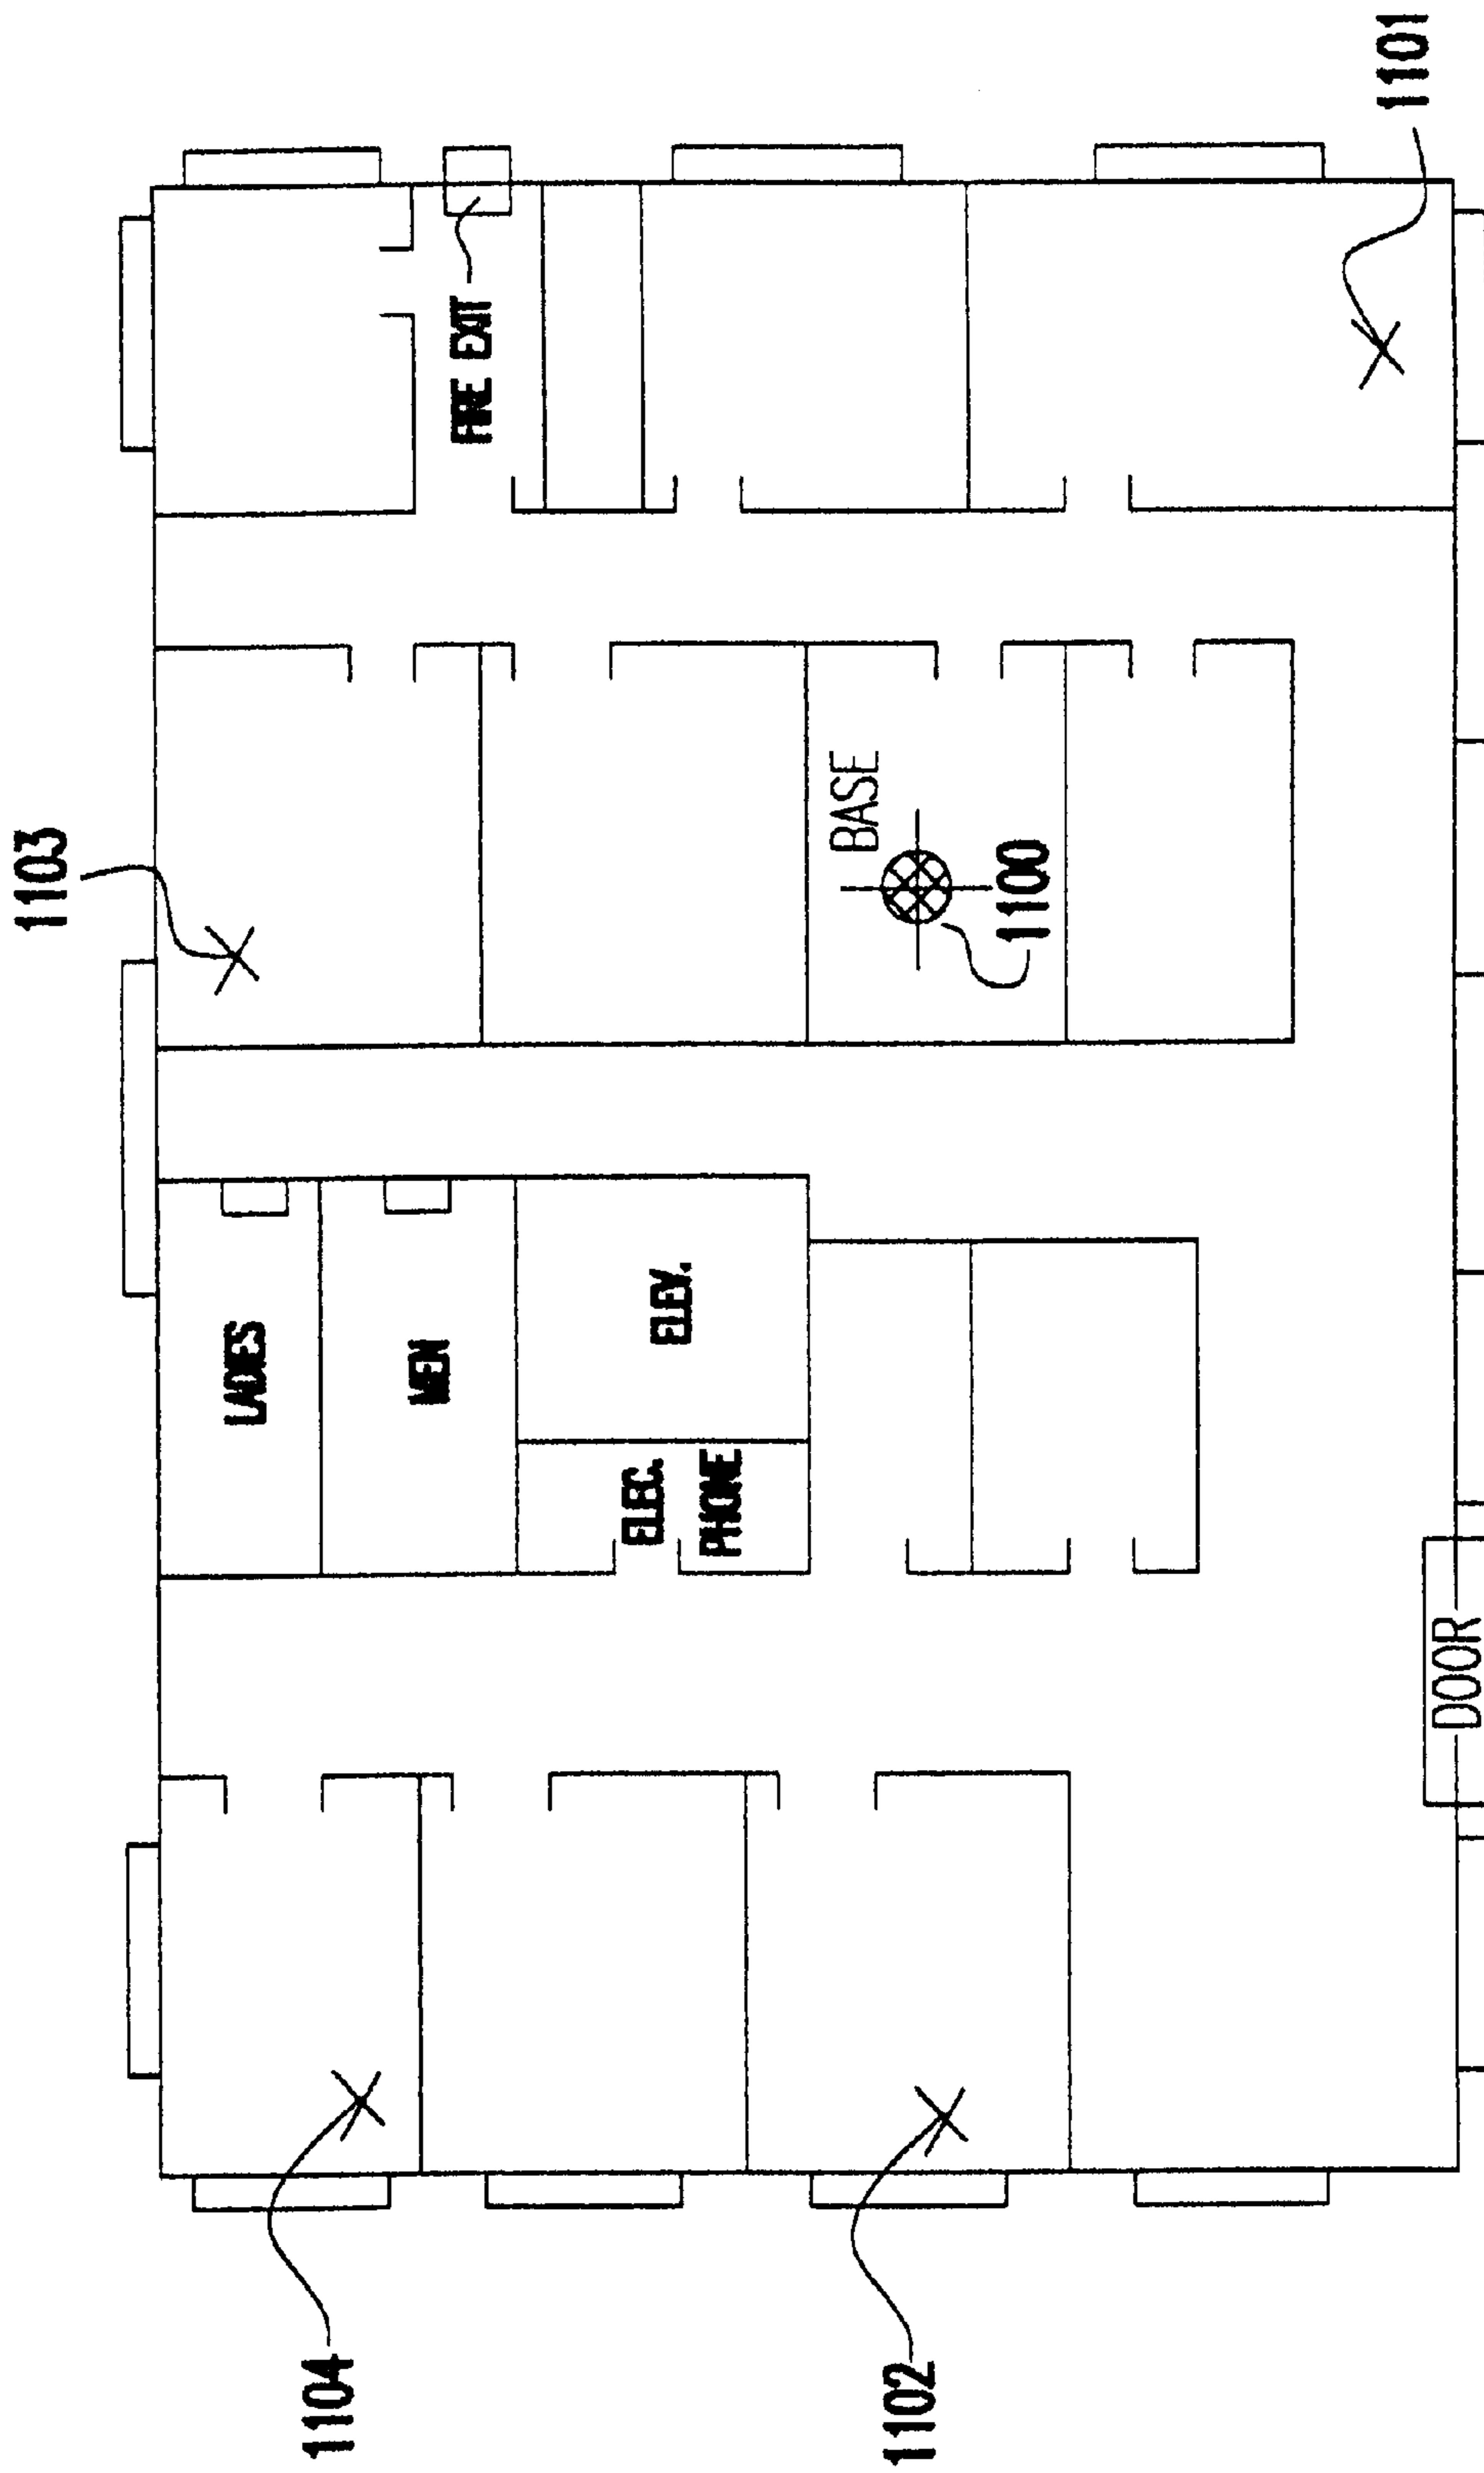 1104
1103
LADIES
MEN
FIRE EXIT
ELEC.
ELEV.
PHONE
BASE
1102
1100
1101
DOOR